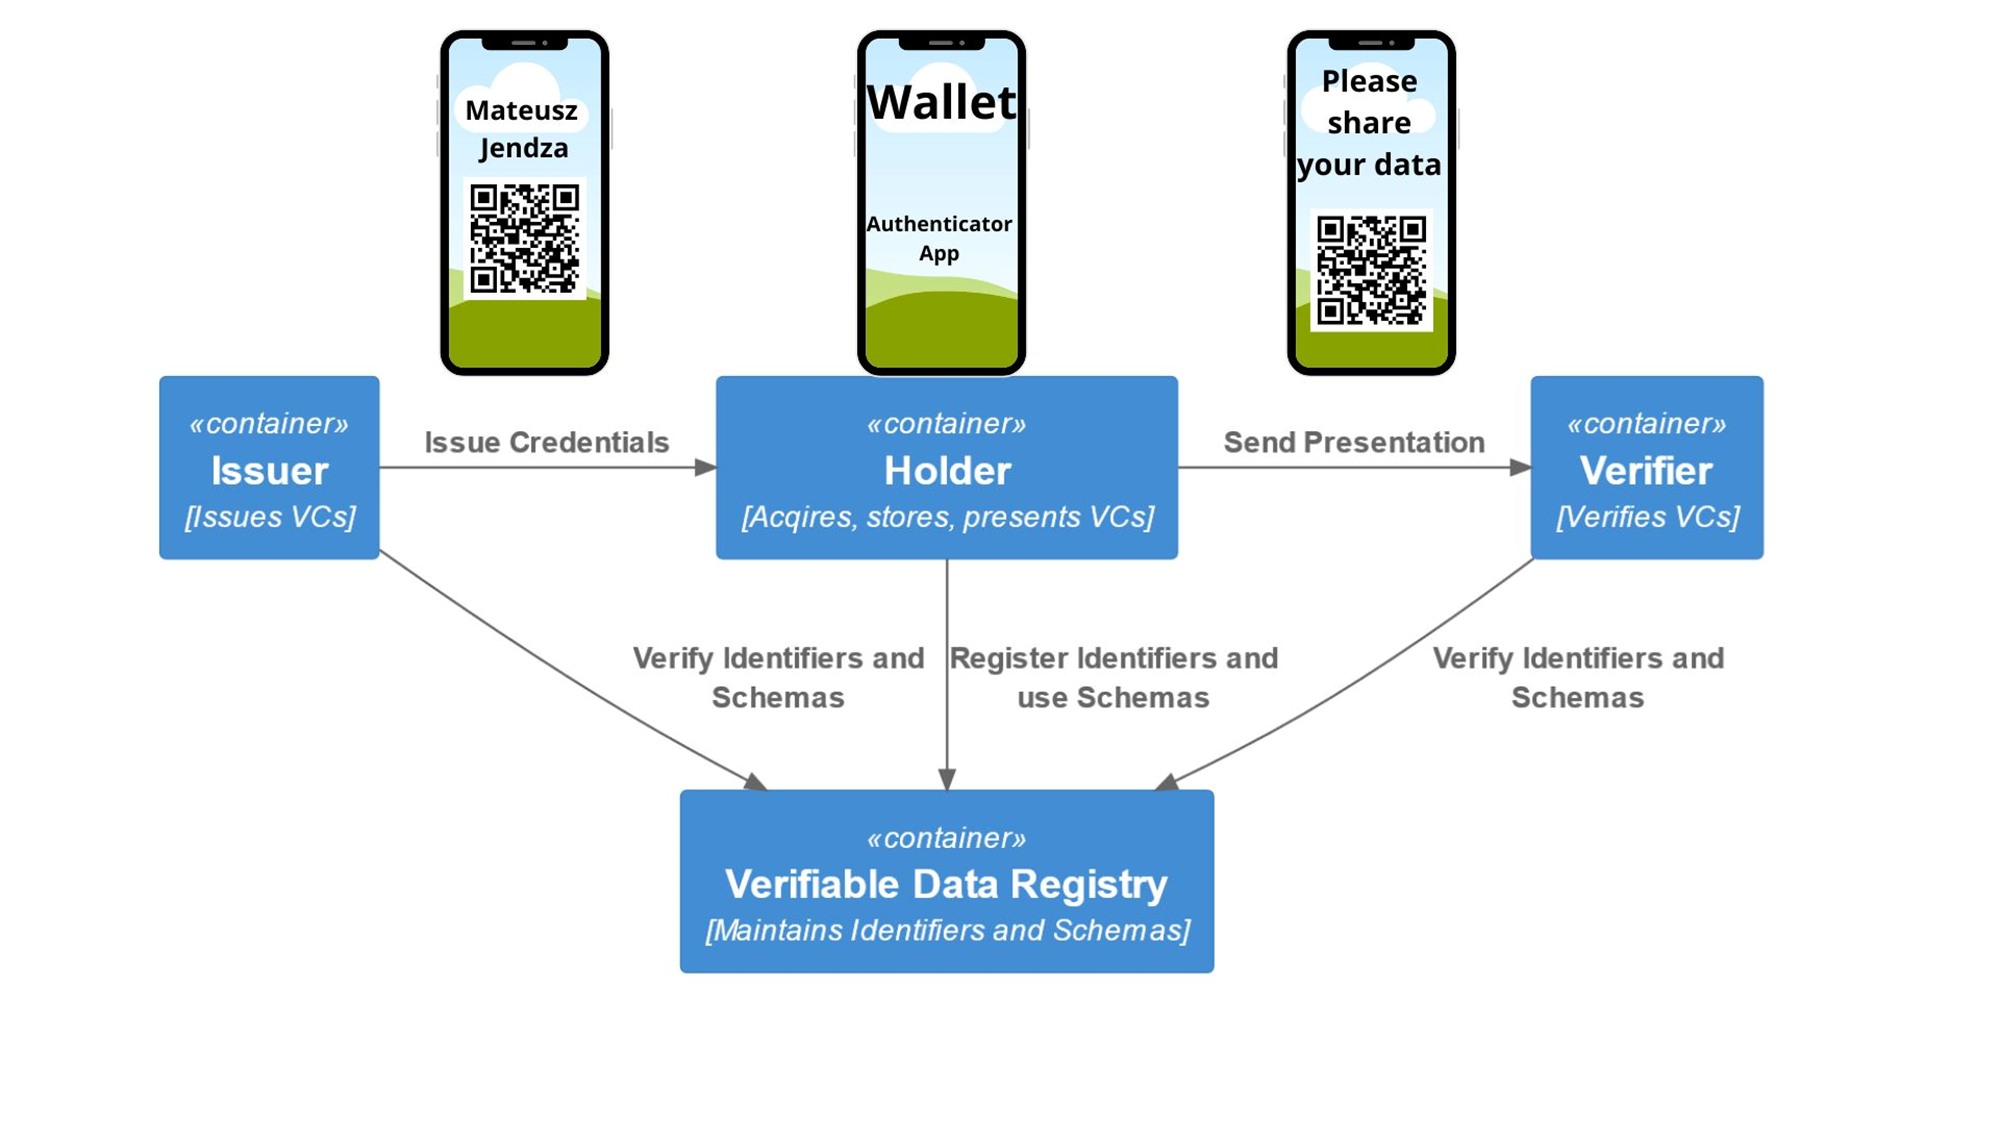 Mateusz
Jendza
Wallet
Authenticator
App
Please
share
your data
«container»
Issuer
[Issues VCs]
Issue Credentials
«container»
Holder
[Acqires, stores, presents VCs]
Send Presentation
«container»
Verifier
[Verifies VCs]
Verify Identifiers and
Schemas
Register Identifiers and
use Schemas
Verify Identifiers and
Schemas
«container»
Verifiable Data Registry
[Maintains Identifiers and Schemas]